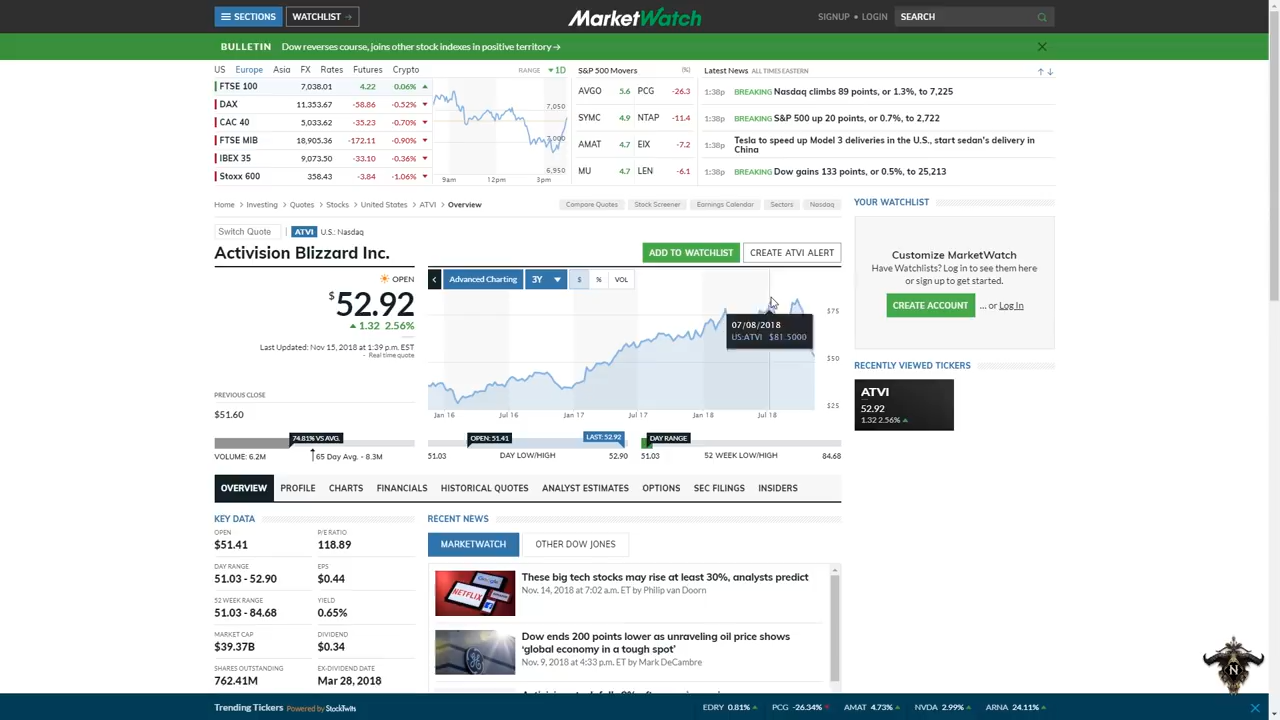 SECTIONS
WATCHLIST →
MarketWatch
SIGNUP • LOGIN
SEARCH
BULLETIN Dow reverses course, joins other stock indexes in positive territory →
US Europe Asia FX Rates Futures Crypto
RANGE 1D
FTSE 100 7,038.01 4.22 0.06%
DAX 11,353.67 -58.86 -0.52%
CAC 40 5,033.62 -35.23 -0.70%
FTSE MIB 18,905.36 -172.11 -0.90%
IBEX 35 9,073.50 -33.10 -0.36%
Stoxx 600 358.43 -3.84 -1.06%
7,050
7,000
6,950
9am 12pm 3pm
S&P 500 Movers (%)
AVGO 5.6 PCG -26.3
SYMC 4.9 NTAP -11.4
AMAT 4.7 EIX -7.2
MU 4.7 LEN -6.1
Latest News ALL TIMES EASTERN
1:38p BREAKING Nasdaq climbs 89 points, or 1.3%, to 7,225
1:38p BREAKING S&P 500 up 20 points, or 0.7%, to 2,722
1:38p Tesla to speed up Model 3 deliveries in the U.S., start sedan's delivery in
China
1:38p BREAKING Dow gains 133 points, or 0.5%, to 25,213
Home > Investing > Quotes > Stocks > United States > ATVI > Overview
Compare Quotes Stock Screener Earnings Calendar Sectors Nasdaq
Switch Quote | ATVI U.S.: Nasdaq
Activision Blizzard Inc.
ADD TO WATCHLIST
CREATE ATVI ALERT
OPEN
$52.92
1.32 2.56%
Last Updated: Nov 15, 2018 at 1:39 p.m. EST
Real time quote
PREVIOUS CLOSE
$51.60
< Advanced Charting 3Y $ % VOL
07/08/2018
US:ATVI $81.5000
$75
$50
$25
Jan 16 Jul 16 Jan 17 Jul 17 Jan 18 Jul 18
74.81% VS AVG.
VOLUME: 6.2M 65 Day Avg. - 8.3M
OPEN: 51.41 LAST: 52.92
51.03 DAY LOW/HIGH 52.90
DAY RANGE
51.03 52 WEEK LOW/HIGH 84.68
YOUR WATCHLIST
Customize MarketWatch
Have Watchlists? Log in to see them here
or sign up to get started.
CREATE ACCOUNT ... or Log In
RECENTLY VIEWED TICKERS
ATVI
52.92
1.32 2.56%
OVERVIEW PROFILE CHARTS FINANCIALS HISTORICAL QUOTES ANALYST ESTIMATES OPTIONS SEC FILINGS INSIDERS
KEY DATA
OPEN P/E RATIO
$51.41 118.89
DAY RANGE EPS
51.03 - 52.90 $0.44
52 WEEK RANGE YIELD
51.03 - 84.68 0.65%
MARKET CAP DIVIDEND
$39.37B $0.34
SHARES OUTSTANDING EX-DIVIDEND DATE
762.41M Mar 28, 2018
RECENT NEWS
MARKETWATCH OTHER DOW JONES
Google
NETFLIX
These big tech stocks may rise at least 30%, analysts predict
Nov. 14, 2018 at 7:02 a.m. ET by Philip van Doorn
Dow ends 200 points lower as unraveling oil price shows
'global economy in a tough spot'
Nov. 9, 2018 at 4:33 p.m. ET by Mark DeCambre
N
Trending Tickers Powered by StockTwits
EDRY 0.81% PCG -26.34% AMAT 4.73% NVDA 2.99% ARNA 24.11%